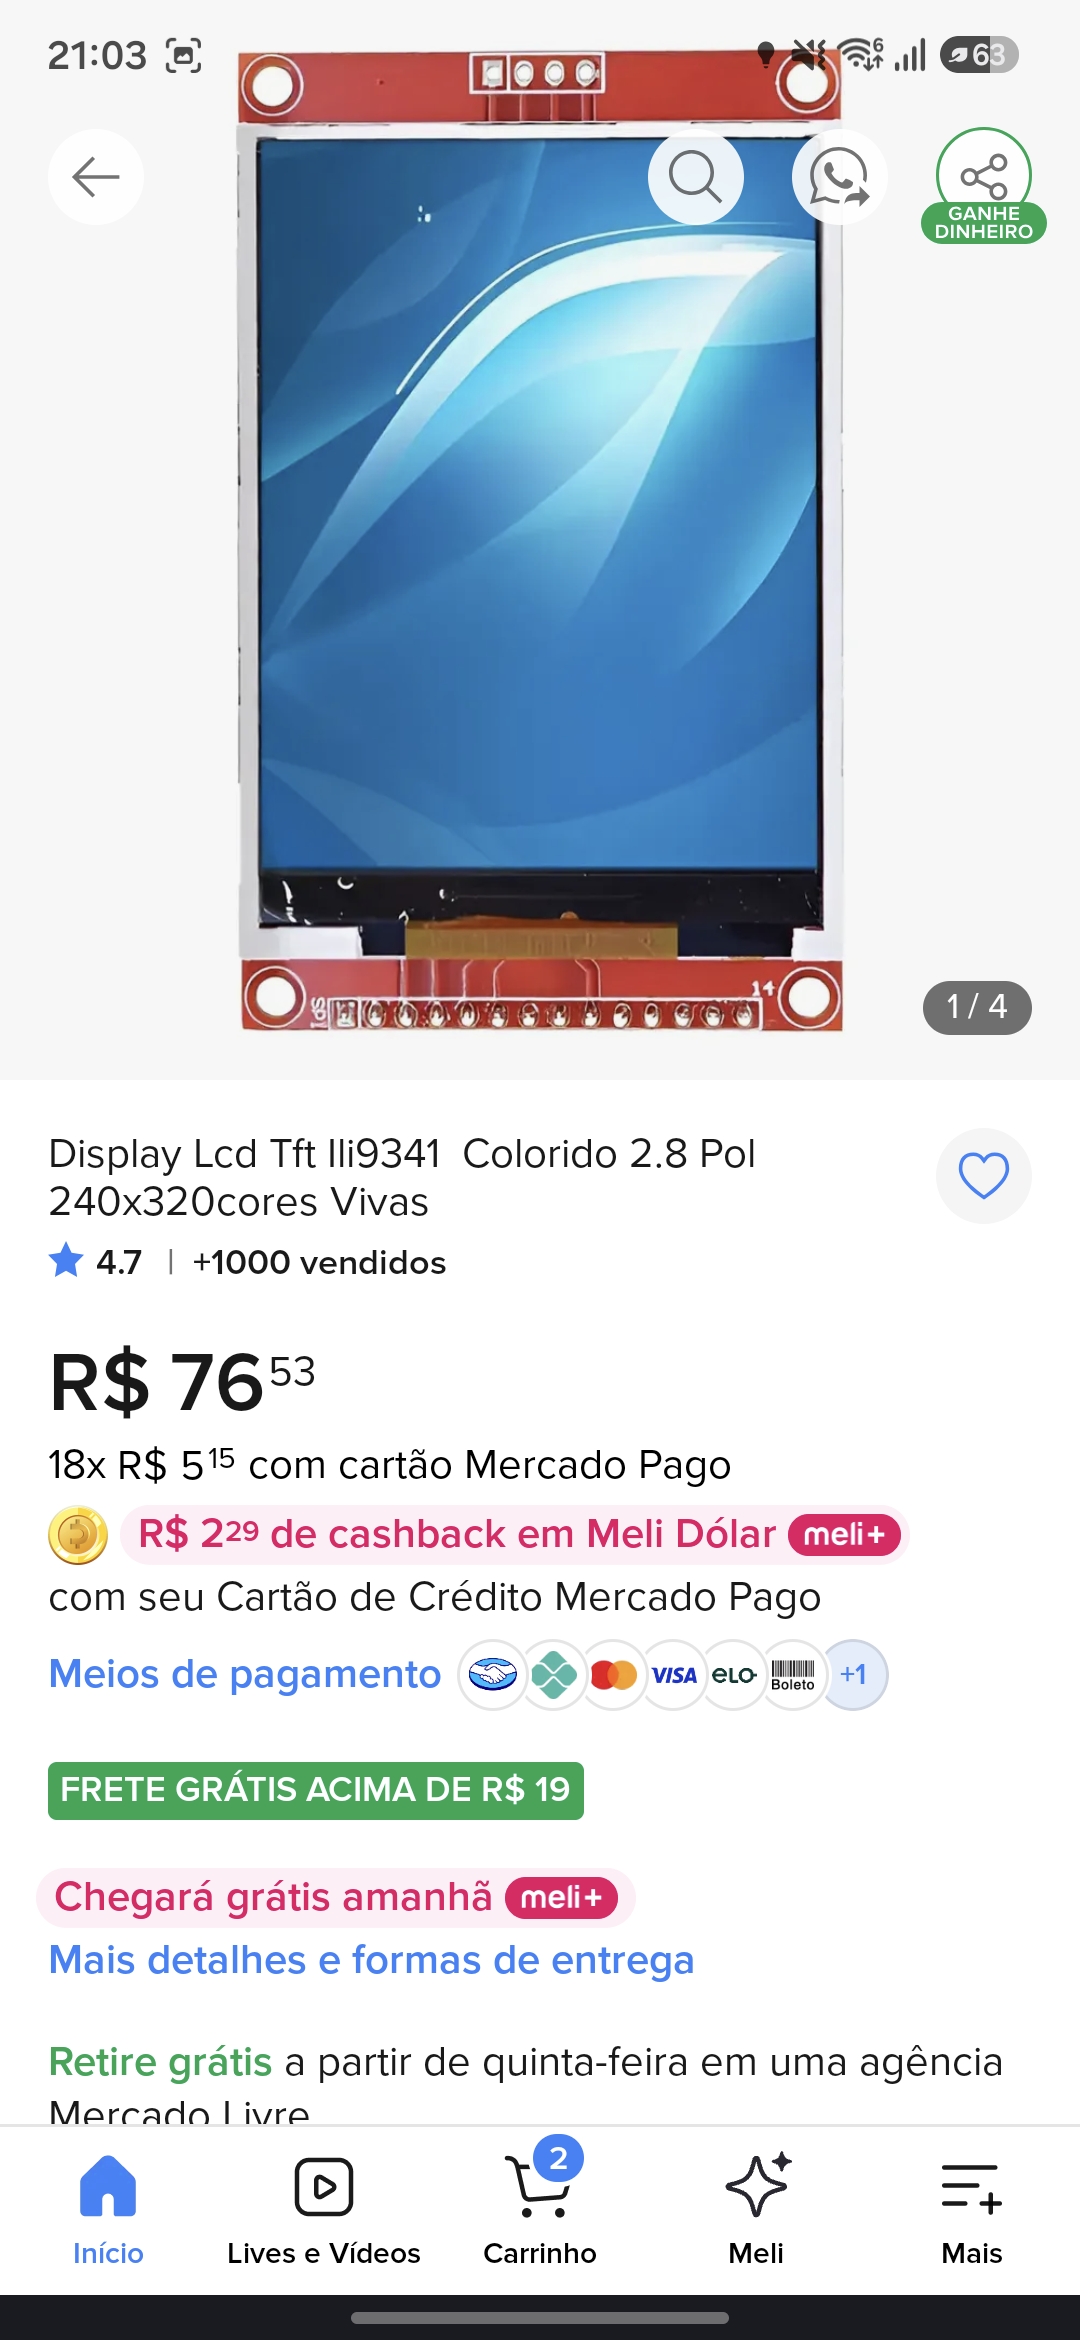 21:03
6
63
GANHE
DINHEIRO
14
1 / 4
Display Lcd Tft Ili9341  Colorido 2.8 Pol
240x320cores Vivas
4.7 | +1000 vendidos
R$ 76 53
18x R$ 5 15 com cartão Mercado Pago
R$ 2 29 de cashback em Meli Dólar meli+
com seu Cartão de Crédito Mercado Pago
Meios de pagamento VISA elo Boleto +1
FRETE GRÁTIS ACIMA DE R$ 19
Chegará grátis amanhã meli+
Mais detalhes e formas de entrega
Retire grátis a partir de quinta-feira em uma agência
Mercado Livre
2
Início
Lives e Vídeos
Carrinho
Meli
Mais